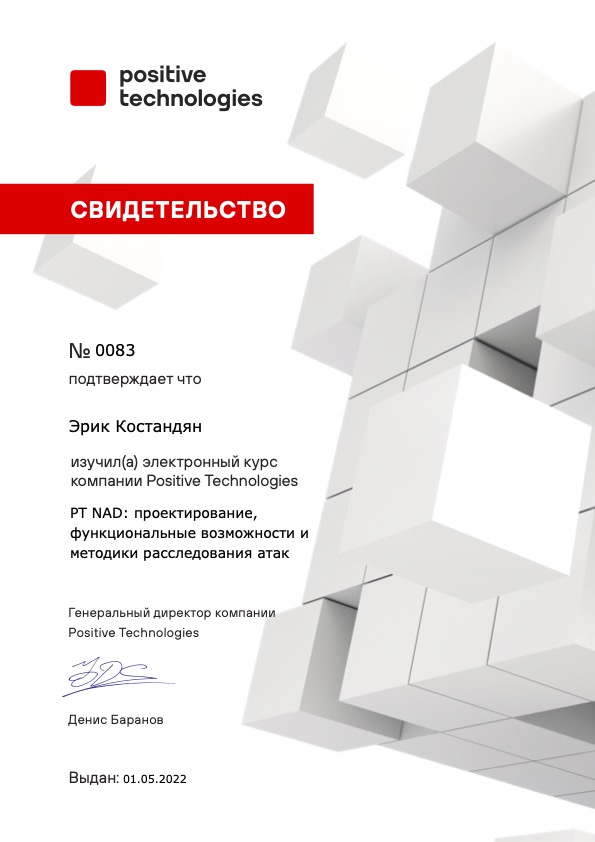 positive
technologies
СВИДЕТЕЛЬСТВО
№ 0083
подтверждает что
Эрик Костандян
изучил(а) электронный курс
компании Positive Technologies
PT NAD: проектирование,
функциональные возможности и
методики расследования атак
Генеральный директор компании
Positive Technologies
Денис Баранов
Выдан: 01.05.2022